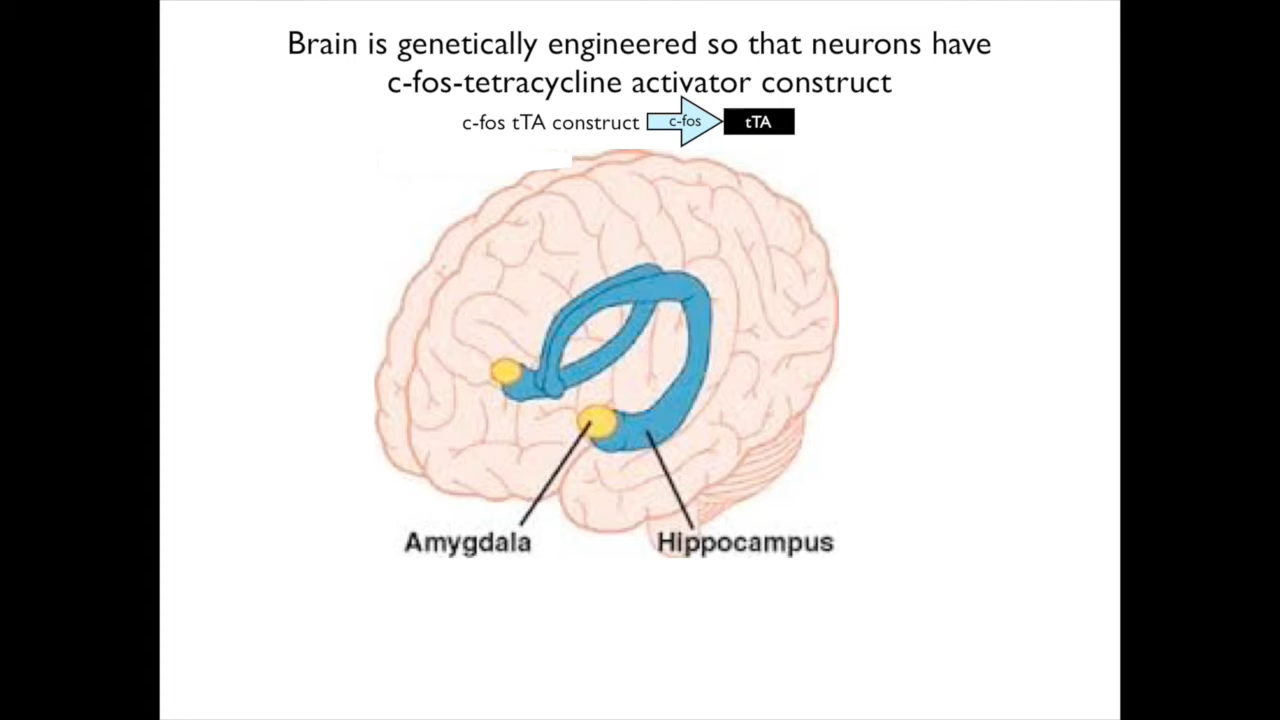 Brain is genetically engineered so that neurons have
c-fos-tetracycline activator construct
c-fos tTA construct c-fos tTA
Amygdala Hippocampus